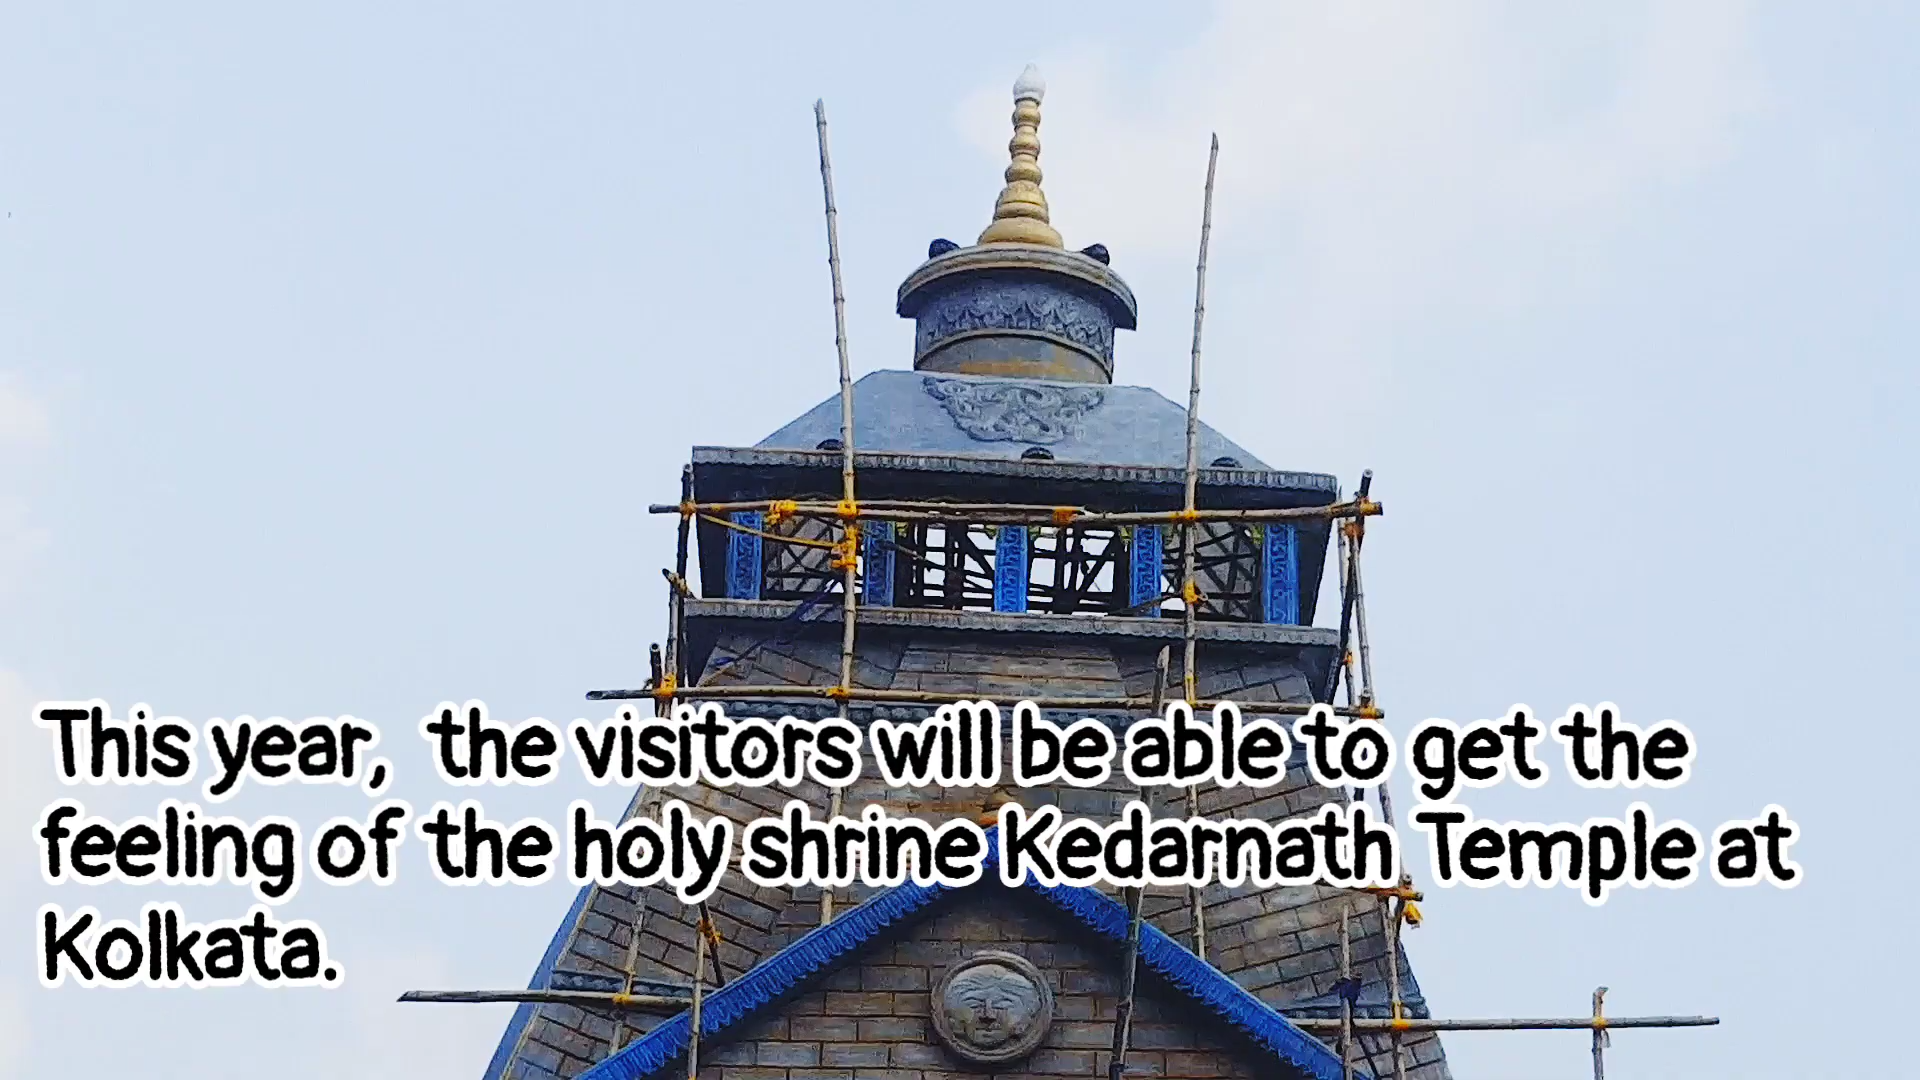 This year,  the visitors will be able to get the
feeling of the holy shrine Kedarnath Temple at
Kolkata.